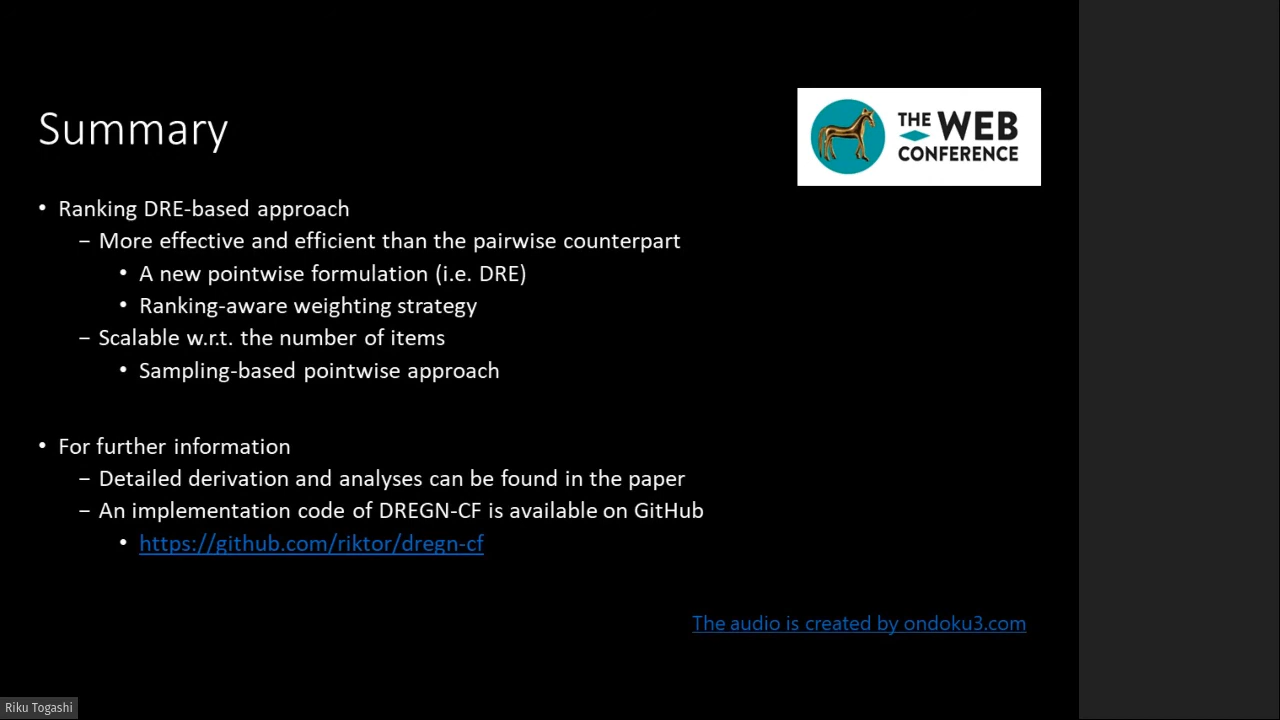 Summary
THE WEB
CONFERENCE
• Ranking DRE-based approach
– More effective and efficient than the pairwise counterpart
• A new pointwise formulation (i.e. DRE)
• Ranking-aware weighting strategy
– Scalable w.r.t. the number of items
• Sampling-based pointwise approach
• For further information
– Detailed derivation and analyses can be found in the paper
– An implementation code of DREGN-CF is available on GitHub
• https://github.com/riktor/dregn-cf
The audio is created by ondoku3.com
Riku Togashi